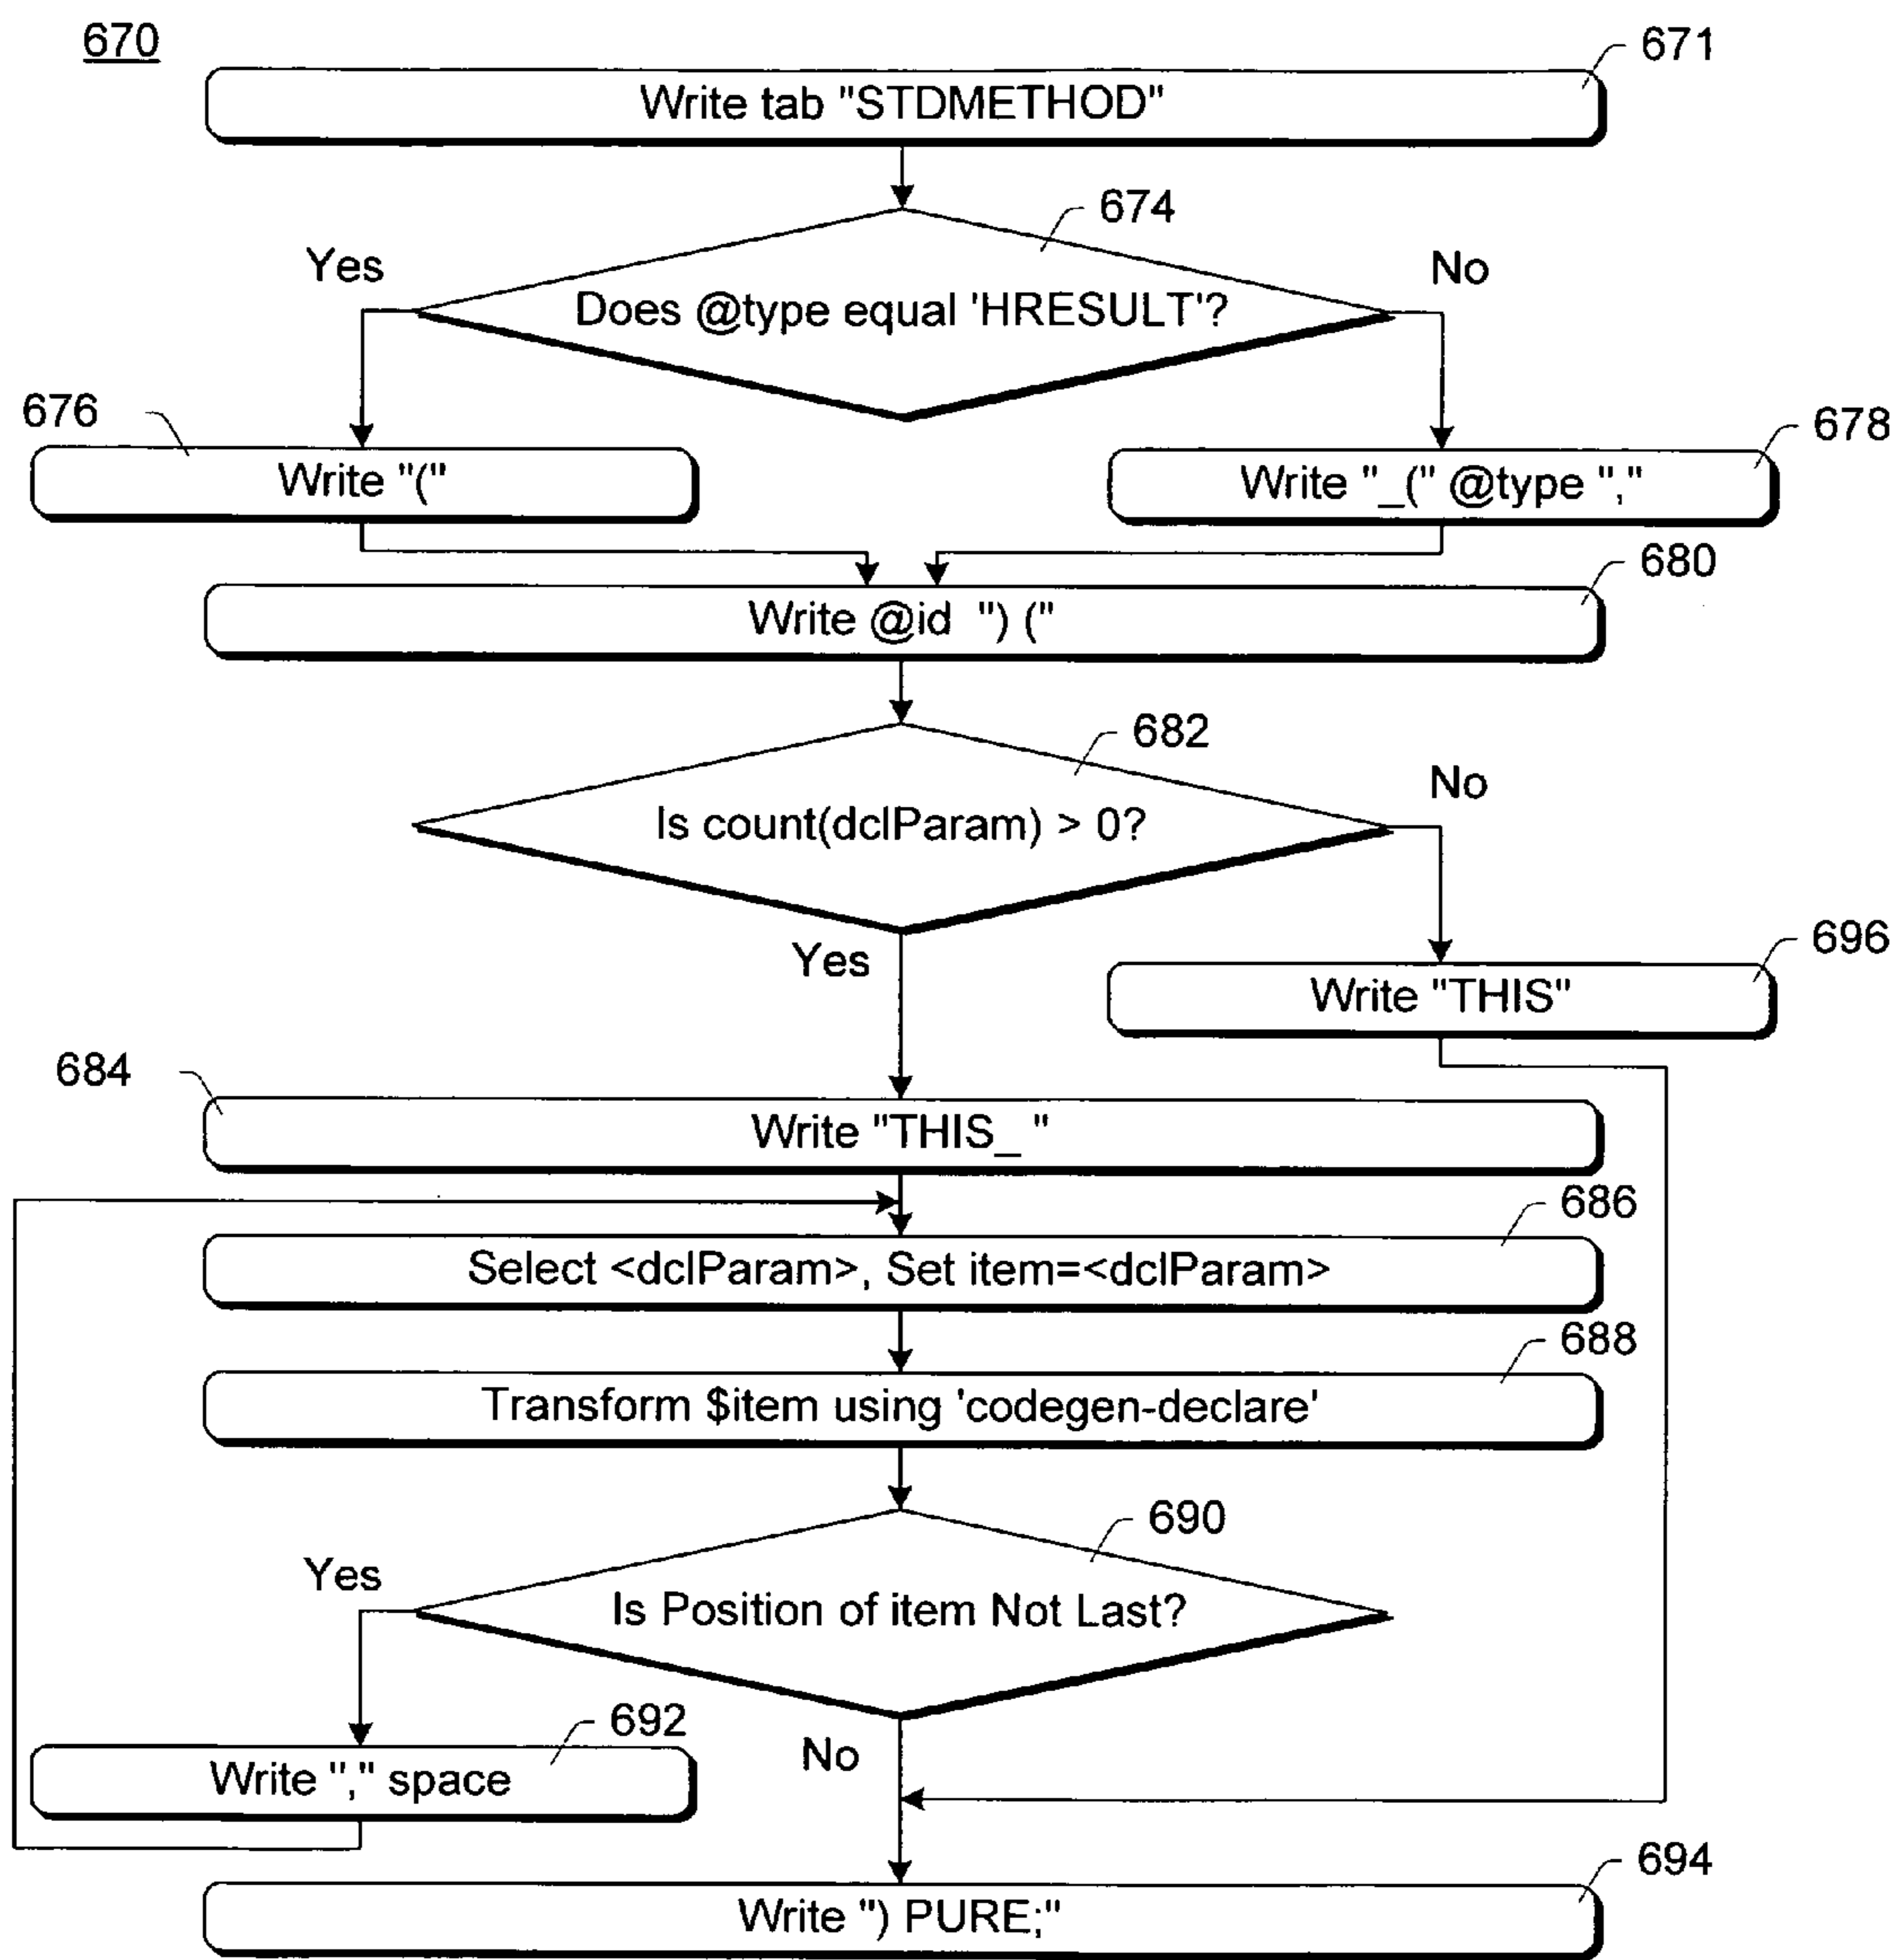 670
671
Write tab "STDMETHOD"
674
Yes
No
Does @type equal 'HRESULT'?
676
678
Write "("
Write "_(" @type ","
680
Write @id ") ("
682
No
Is count(dclParam) > 0?
Yes
696
Write "THIS"
684
Write "THIS_ "
686
Select <dclParam>, Set item=<dclParam>
688
Transform $item using 'codegen-declare'
690
Yes
Is Position of item Not Last?
692
No
Write "," space
694
Write ") PURE;"